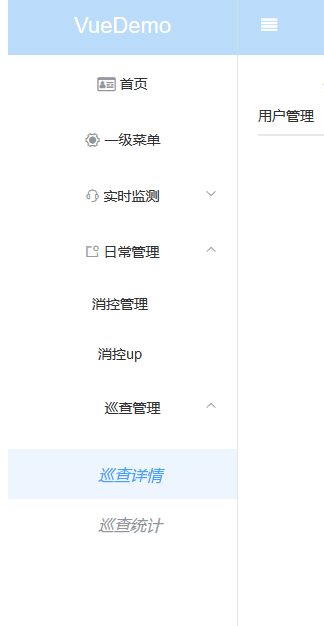 VueDemo
首页
一级菜单
实时监测
日常管理
消控管理
消控up
巡查管理
巡查详情
巡查统计
用户管理